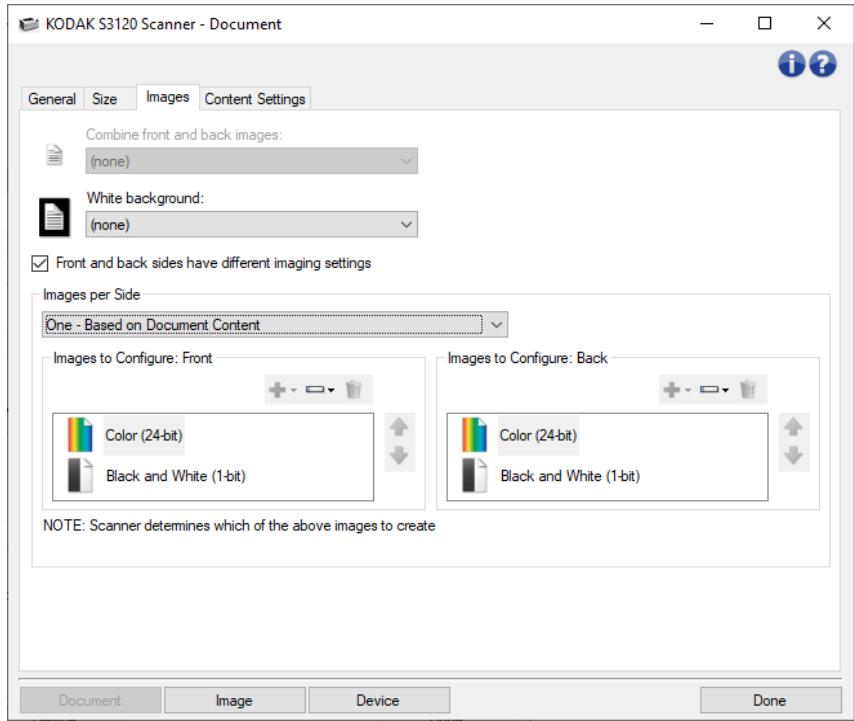 KODAK S3120 Scanner - Document
General Size Images Content Settings
Combine front and back images:
(none)
White background:
(none)
Front and back sides have different imaging settings
Images per Side
One - Based on Document Content
Images to Configure: Front
Images to Configure: Back
Color (24-bit)
Color (24-bit)
Black and White (1-bit)
Black and White (1-bit)
NOTE: Scanner determines which of the above images to create
Document Image Device Done